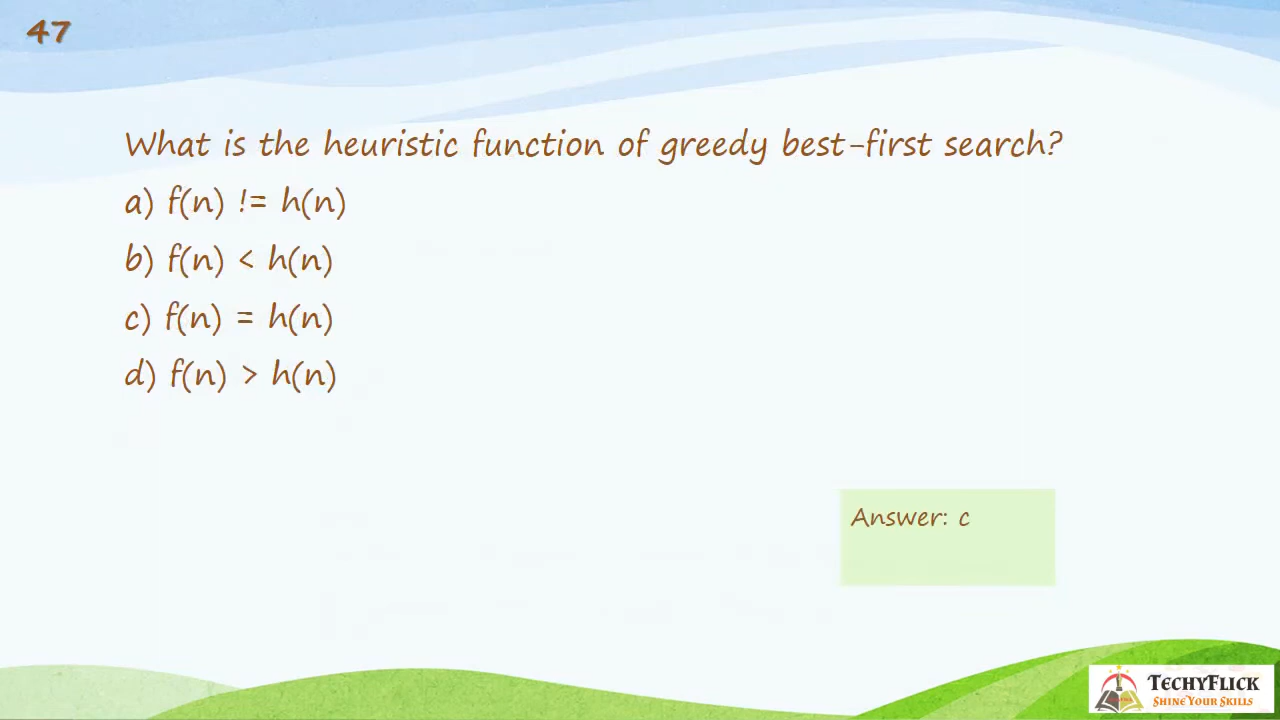 47
What is the heuristic function of greedy best-first search?
a) f(n) != h(n)
b) f(n) < h(n)
c) f(n) = h(n)
d) f(n) > h(n)
Answer: c
TECHYFLICK
SHINE YOUR SKILLS